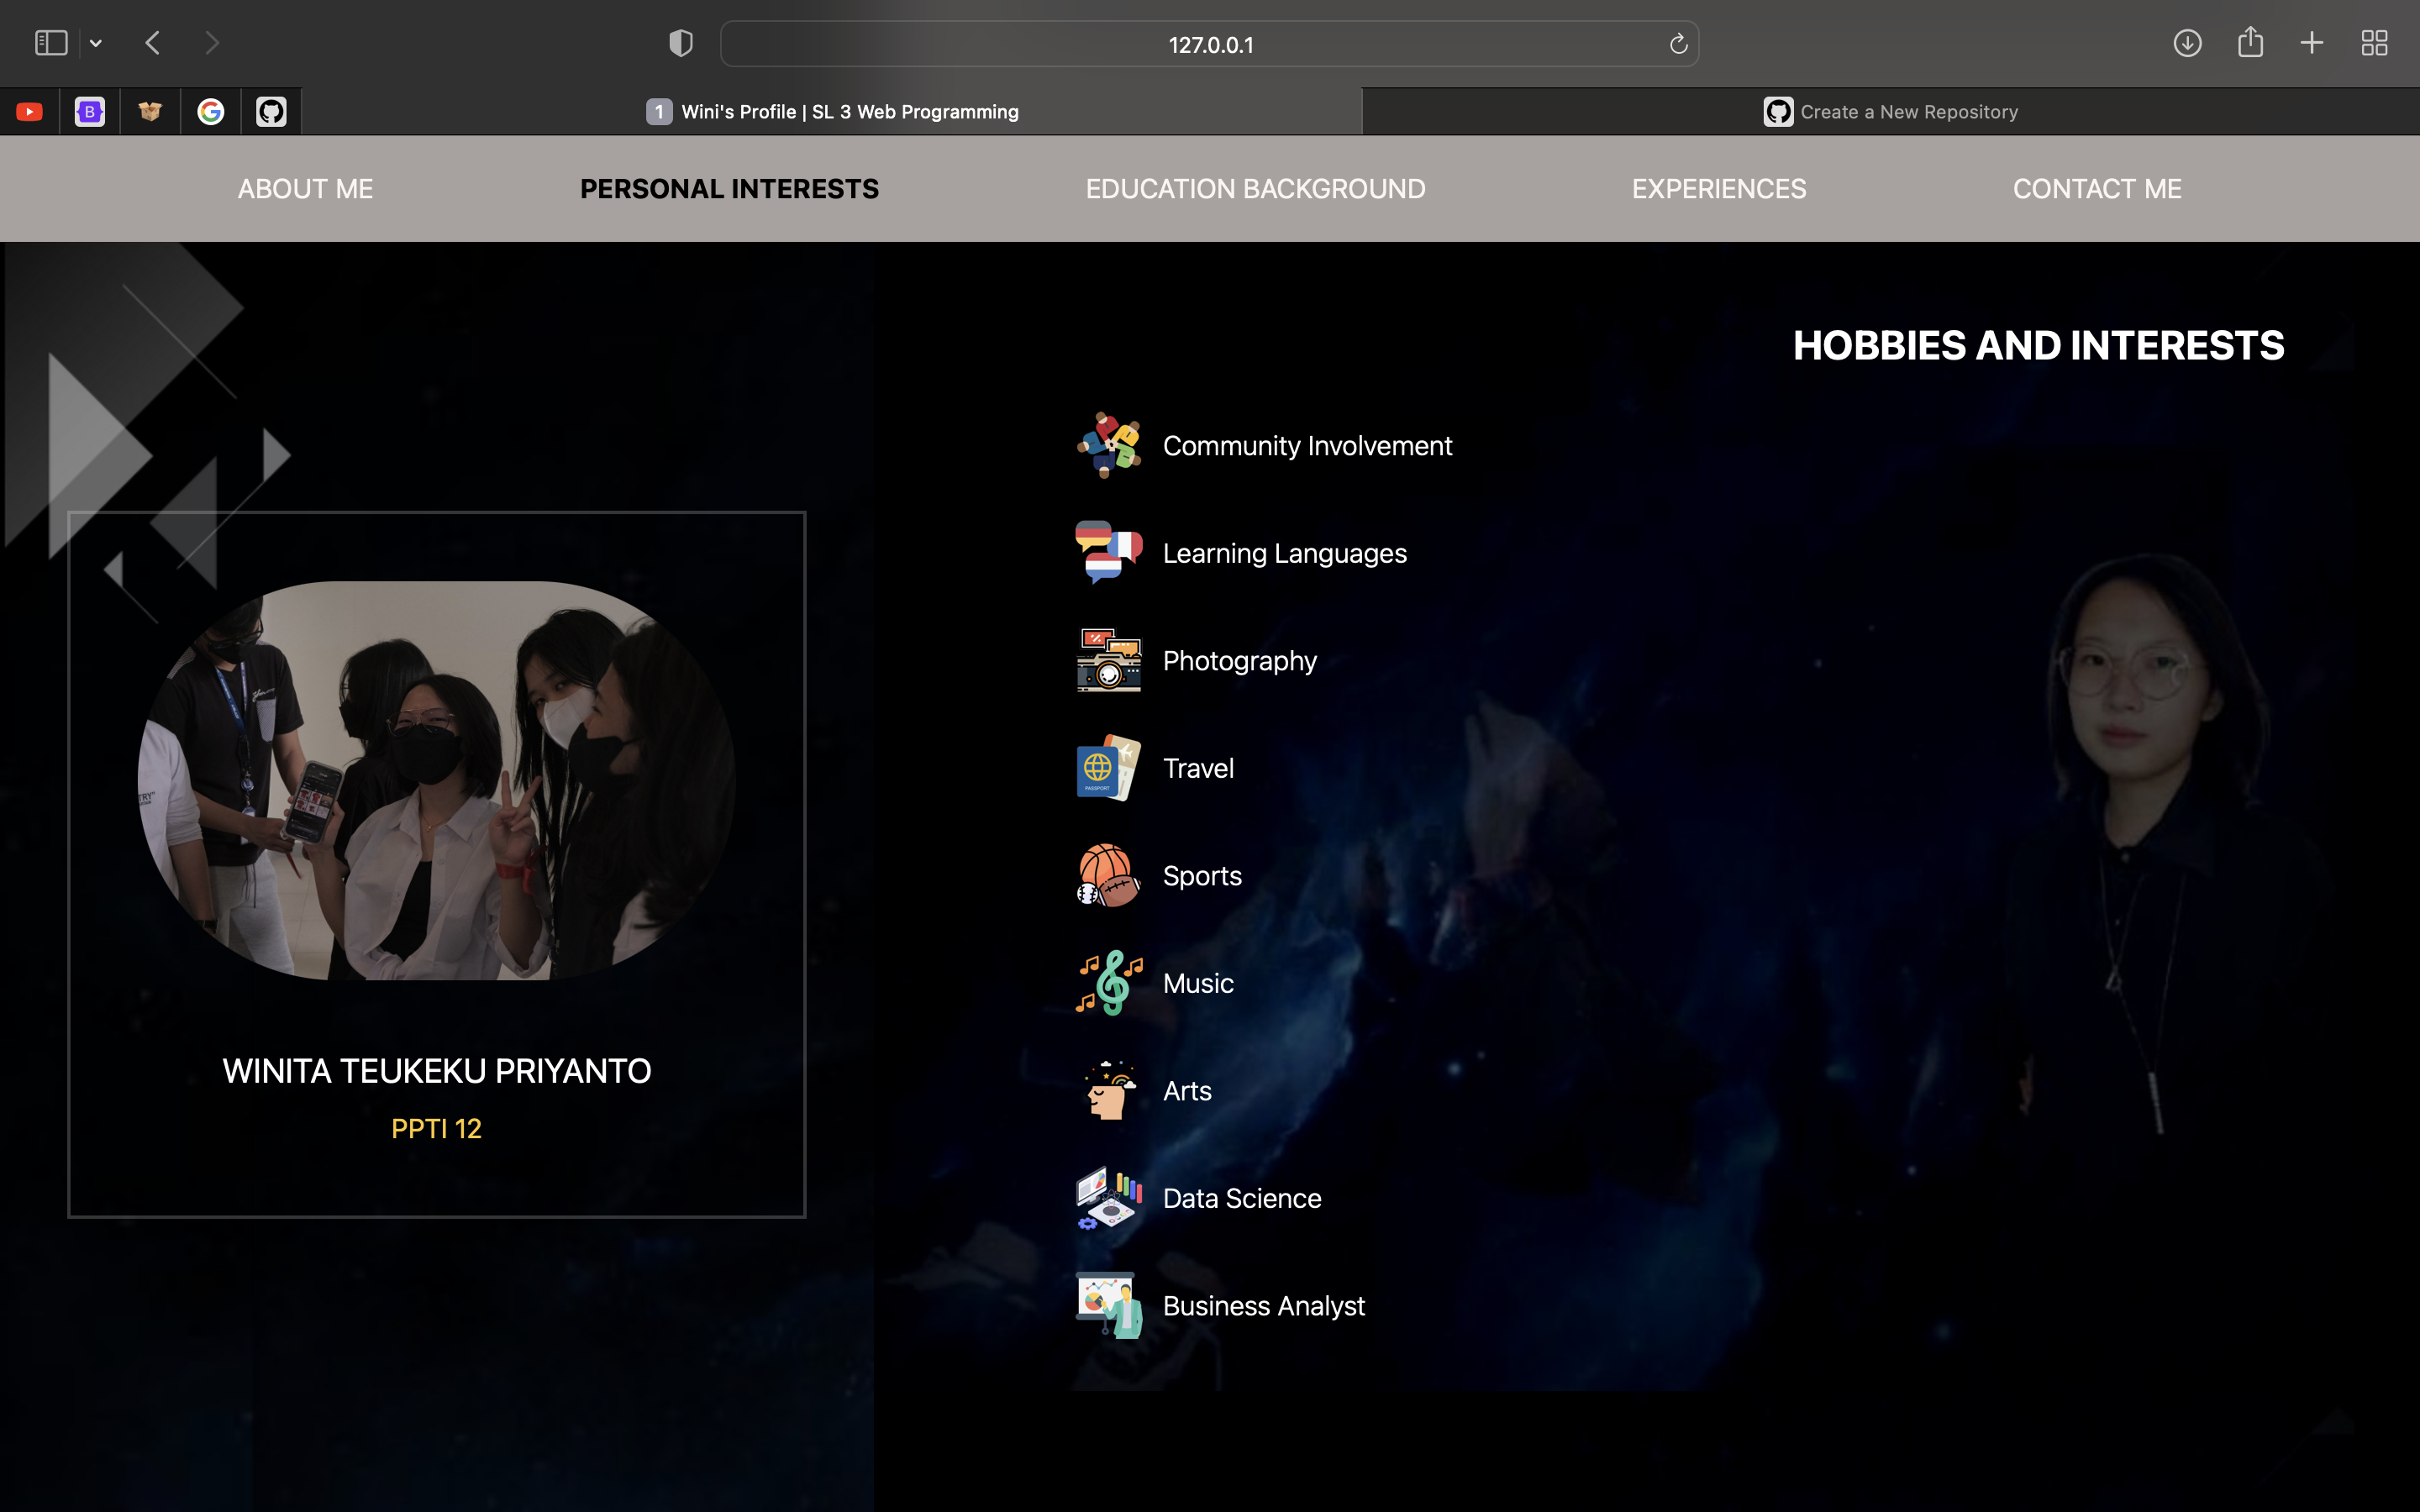 127.0.0.1
B
1 Wini's Profile | SL 3 Web Programming
Create a New Repository
ABOUT ME
PERSONAL INTERESTS
EDUCATION BACKGROUND
EXPERIENCES
CONTACT ME
HOBBIES AND INTERESTS
Community Involvement
Learning Languages
Photography
PASSPORT
Travel
Sports
Music
Arts
Data Science
Business Analyst
WINITA TEUKEKU PRIYANTO
PPTI 12